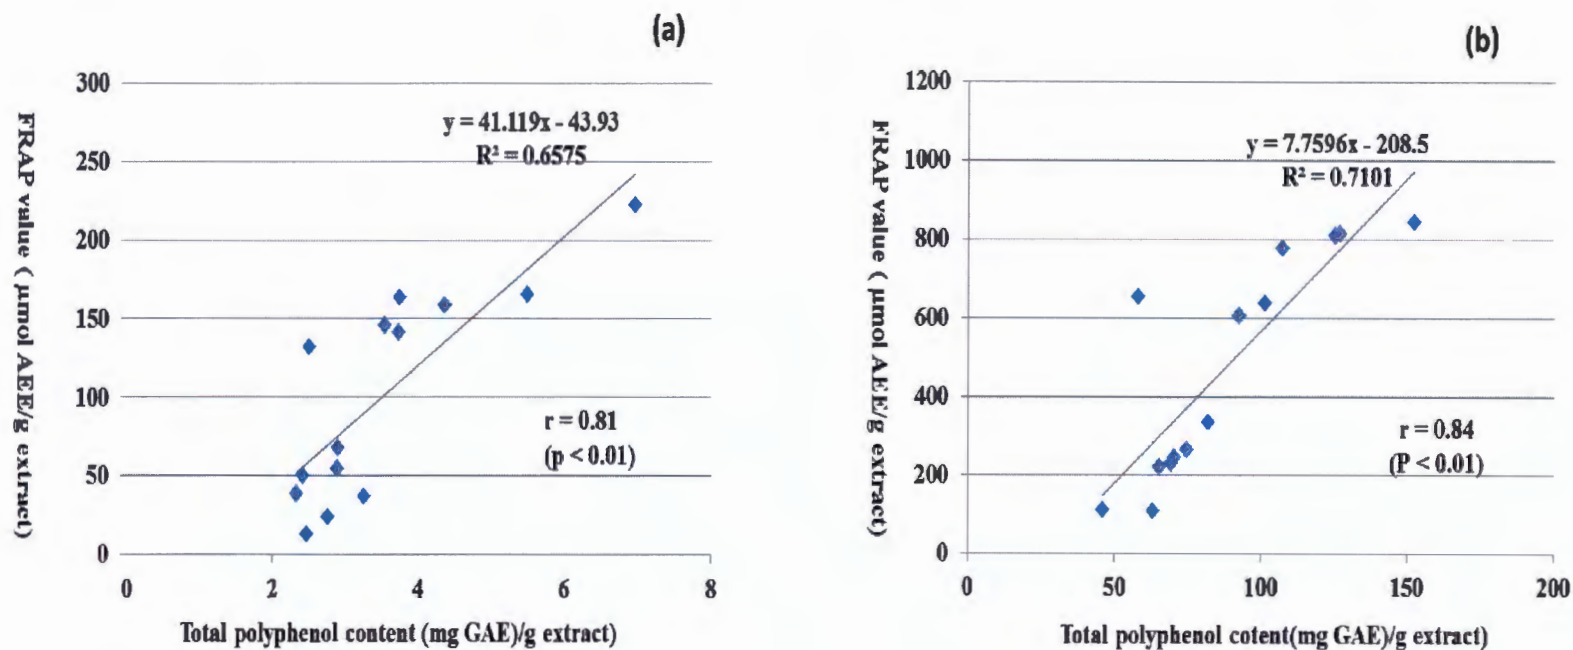 (a)
300
250
200
150
100
50
0
0
2
4
6
8
FRAP value ( µmol AEE/g extract)
y = 41.119x - 43.93
R² = 0.6575
r = 0.81
(p < 0.01)
Total polyphenol content (mg GAE)/g extract)
(b)
1200
1000
800
600
400
200
0
0
50
100
150
200
FRAP value ( µmol AEE/g extract)
y = 7.7596x - 208.5
R² = 0.7101
r = 0.84
(P < 0.01)
Total polyphenol cotent(mg GAE)/g extract)